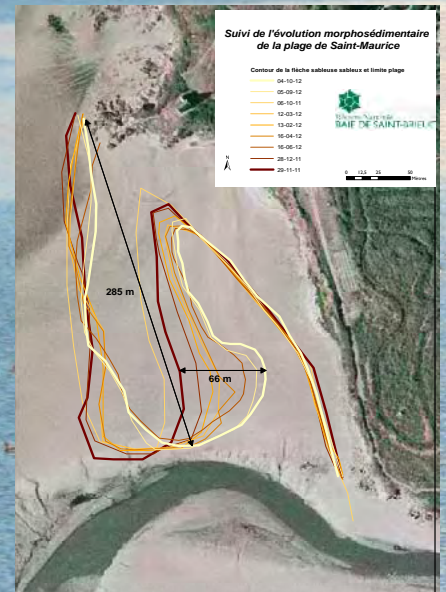 Suivi de l'évolution morphosédimentaire
de la plage de Saint-Maurice
Contour de la flèche sableuse sableux et limite plage
04-10-12
05-09-12
06-10-11
12-03-12
13-02-12
16-04-12
16-06-12
28-12-11
29-11-11
BAIE DE SAINT-BRIEUC
N
0 12,5 25 50
Mètres
285 m
66 m